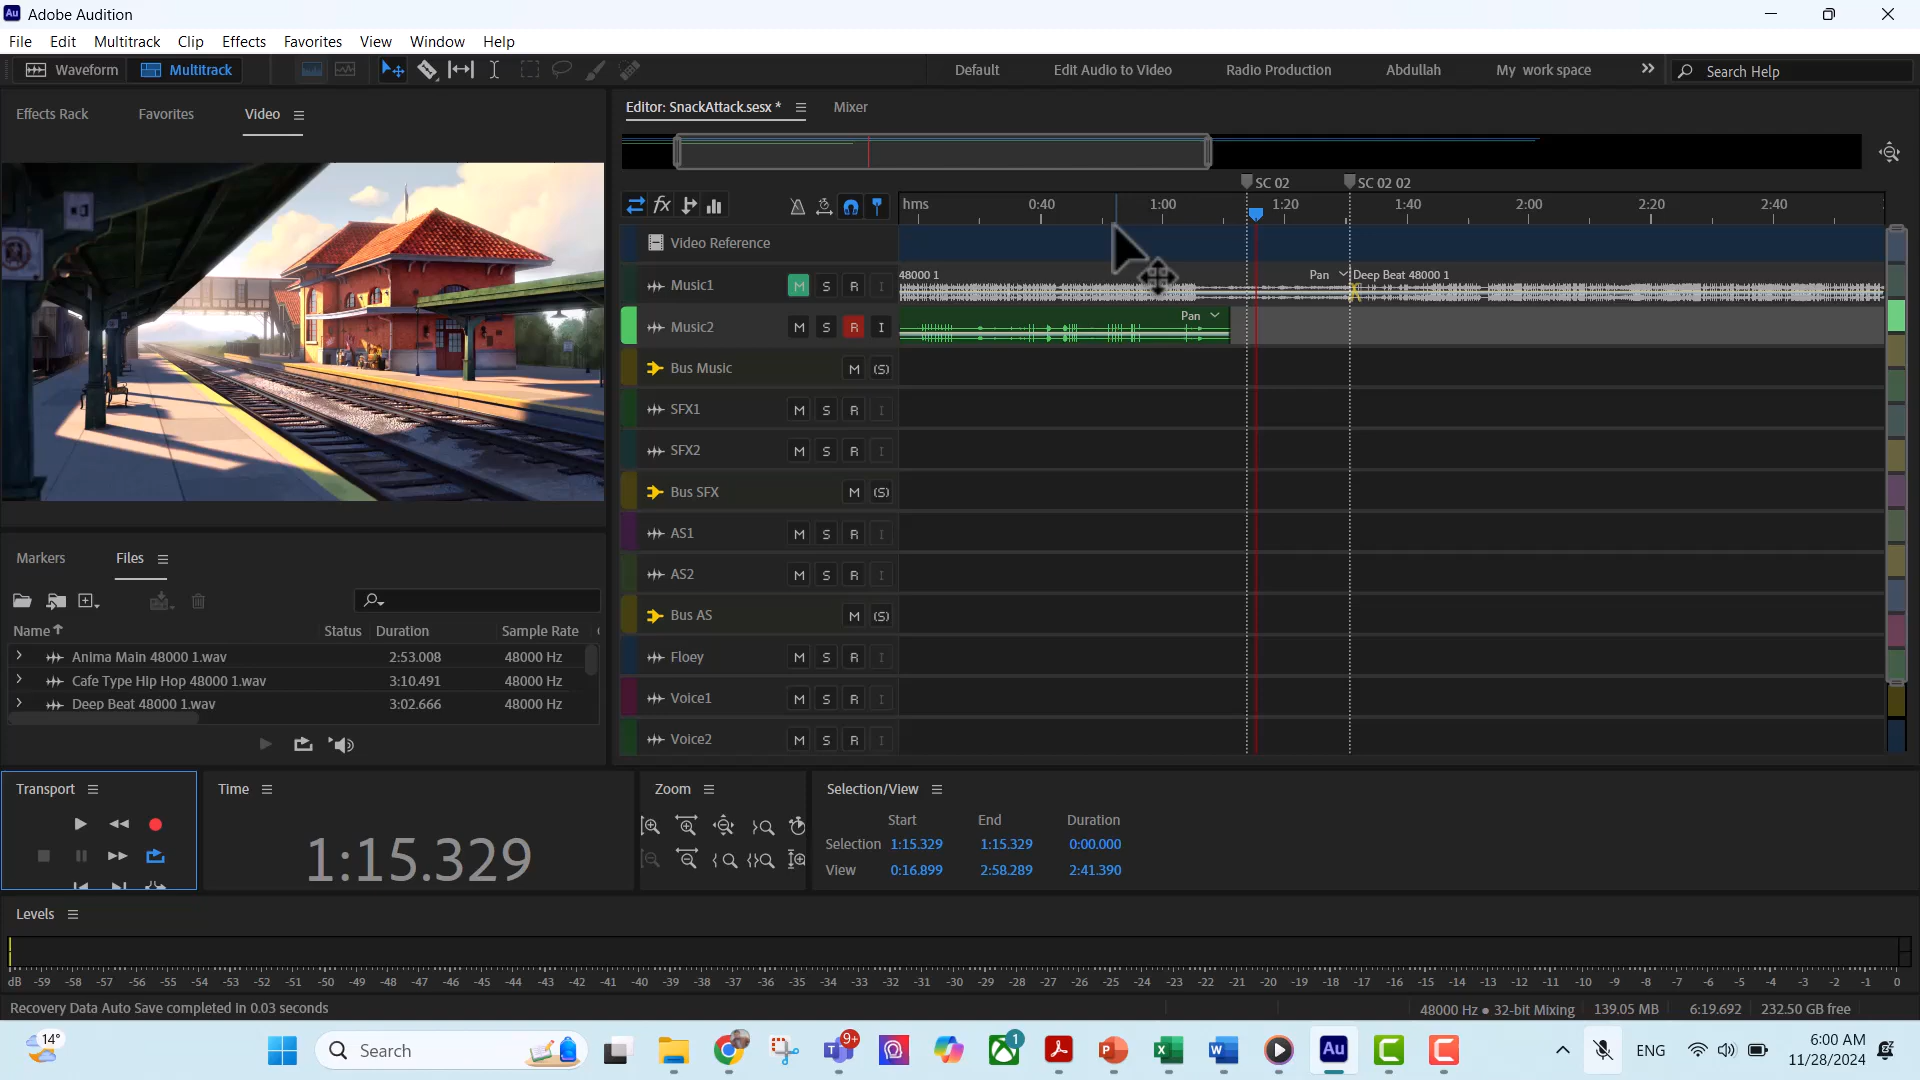 Au Adobe Audition
File Edit Multitrack Clip Effects Favorites View Window Help
Waveform Multitrack Default Edit Audio to Video Radio Production Abdullah My work space Search Help
Effects Rack Favorites Video
Editor: SnackAttack.sesx * Mixer
SC 02 SC 02 02
fx hms 0:40 1:00 1:20 1:40 2:00 2:20 2:40
Video Reference
48000 1 Pan Deep Beat 48000 1
Music1 M S R I
Pan
Music2 M S R I
Bus Music M (S)
SFX1 M S R I
SFX2 M S R I
Bus SFX M (S)
AS1 M S R I
AS2 M S R I
Bus AS M (S)
Floey M S R I
Voice1 M S R I
Voice2 M S R I
Markers Files
Name Status Duration Sample Rate
Anima Main 48000 1.wav 2:53.008 48000 Hz
Cafe Type HIp Hop 48000 1.wav 3:10.491 48000 Hz
Deep Beat 48000 1.wav 3:02.666 48000 Hz
Transport Time Zoom Selection/View
1:15.329
Start End Duration
Selection 1:15.329 1:15.329 0:00.000
View 0:16.899 2:58.289 2:41.390
Levels
dB -59 -58 -57 -56 -55 -54 -53 -52 -51 -50 -49 -48 -47 -46 -45 -44 -43 -42 -41 -40 -39 -38 -37 -36 -35 -34 -33 -32 -31 -30 -29 -28 -27 -26 -25 -24 -23 -22 -21 -20 -19 -18 -17 -16 -15 -14 -13 -12 -11 -10 -9 -8 -7 -6 -5 -4 -3 -2 -1 0
Recovery Data Auto Save completed in 0.03 seconds 48000 Hz ● 32-bit Mixing 139.05 MB 6:19.692 232.50 GB free
14° Search 9+ 1 Au ENG 6:00 AM
11/28/2024